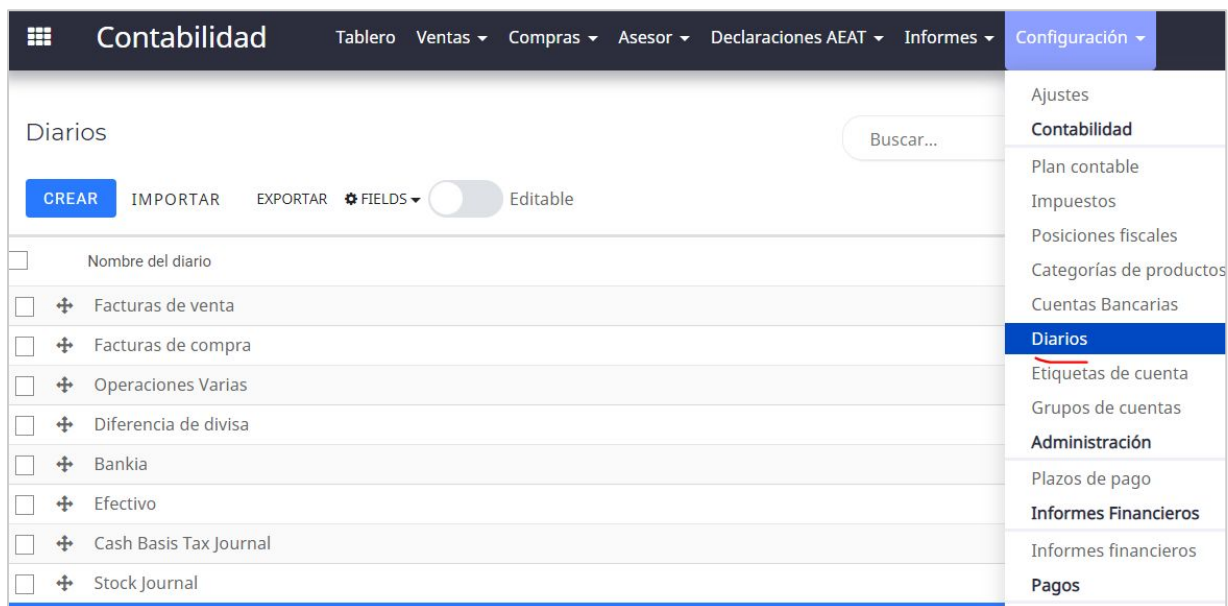 Contabilidad Tablero Ventas Compras Asesor Declaraciones AEAT Informes Configuración
Diarios
Buscar...
CREAR IMPORTAR EXPORTAR FIELDS Editable
Nombre del diario
Facturas de venta
Facturas de compra
Operaciones Varias
Diferencia de divisa
Bankia
Efectivo
Cash Basis Tax Journal
Stock Journal
Ajustes
Contabilidad
Plan contable
Impuestos
Posiciones fiscales
Categorías de productos
Cuentas Bancarias
Diarios
Etiquetas de cuenta
Grupos de cuentas
Administración
Plazos de pago
Informes Financieros
Informes financieros
Pagos